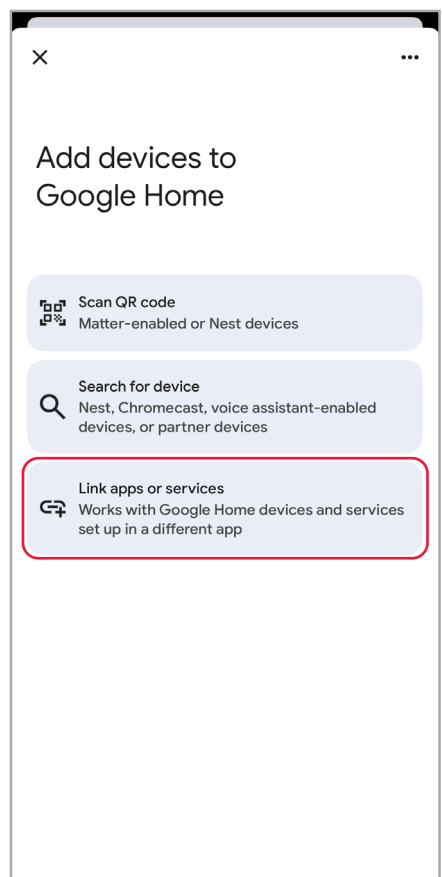 Add devices to
Google Home
Scan QR code
Matter-enabled or Nest devices
Search for device
Nest, Chromecast, voice assistant-enabled
devices, or partner devices
Link apps or services
Works with Google Home devices and services
set up in a different app